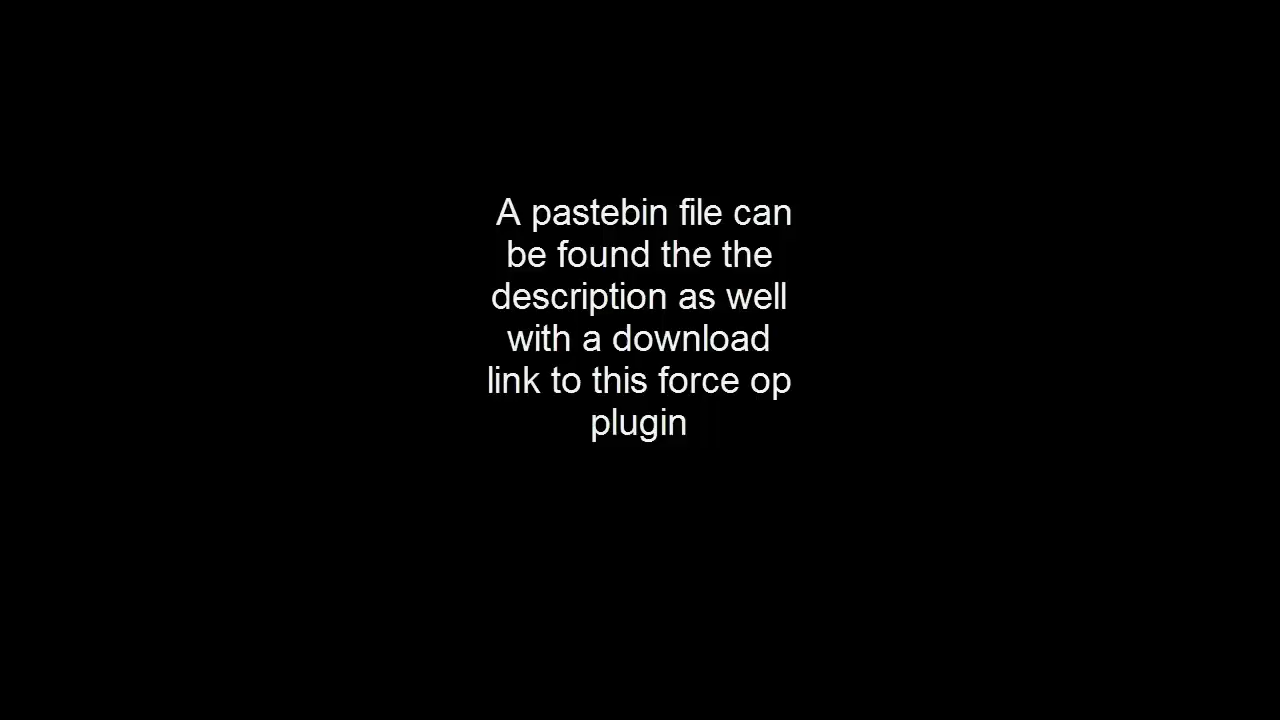 A pastebin file can
be found the the
description as well
with a download
link to this force op
plugin